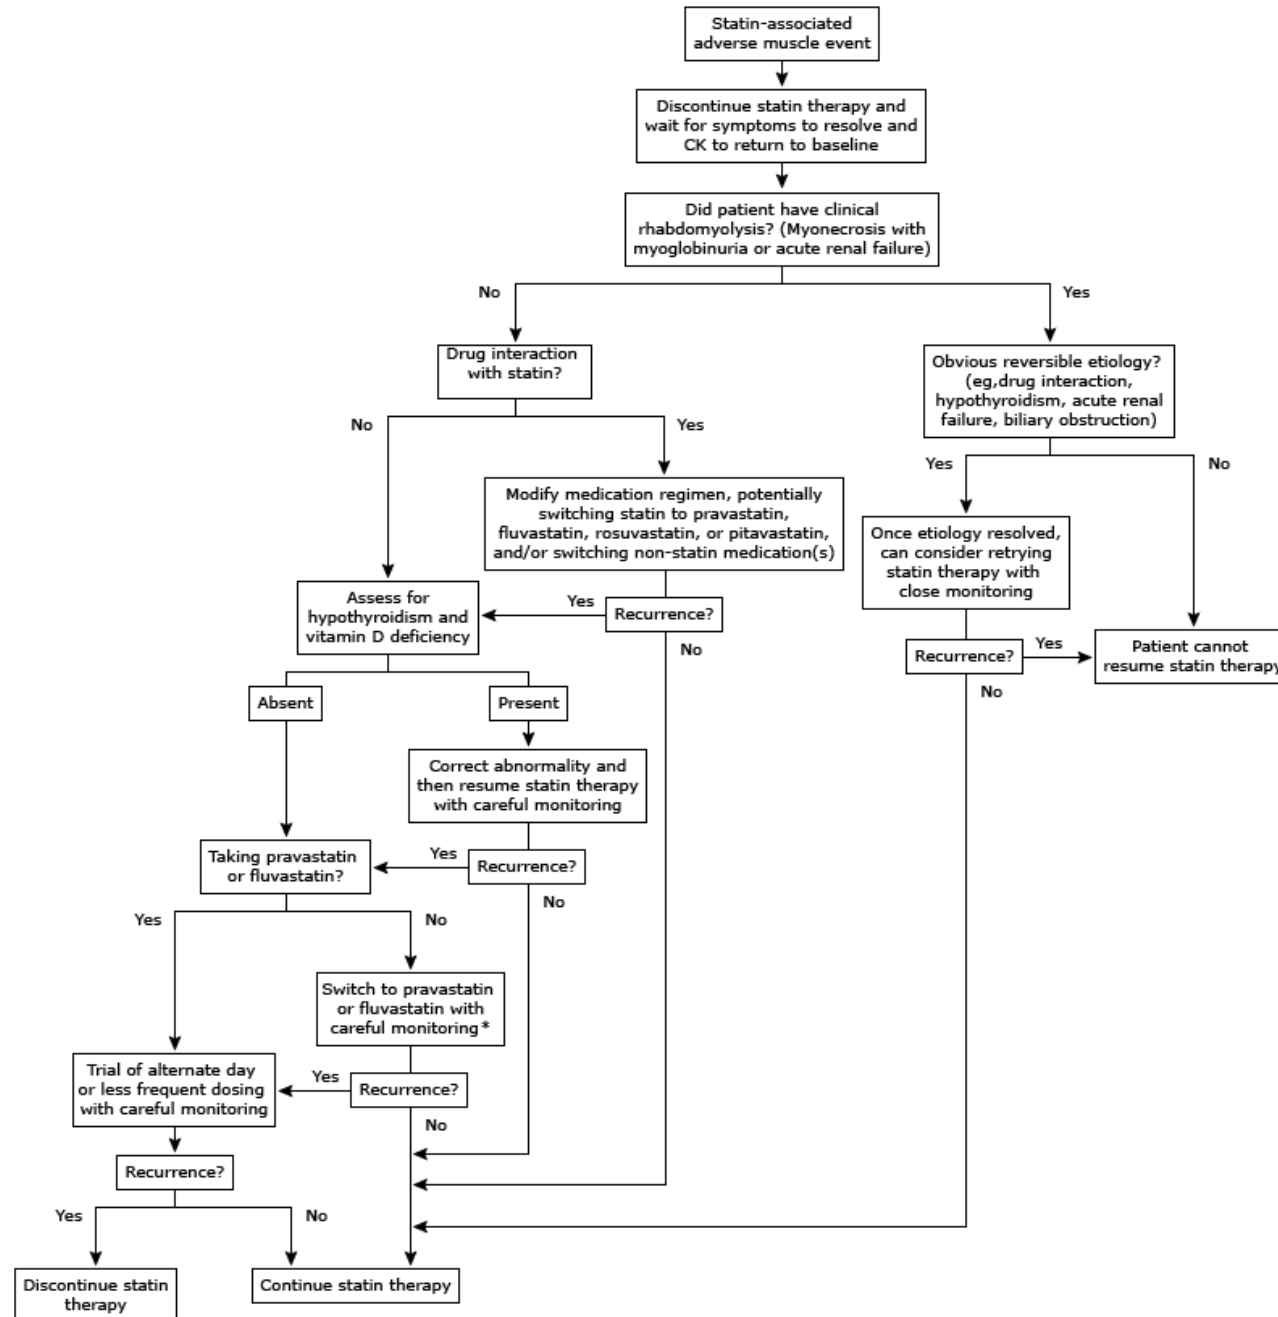 Statin-associated
adverse muscle event
Discontinue statin therapy and
wait for symptoms to resolve and
CK to return to baseline
Did patient have clinical
rhabdomyolysis? (Myonecrosis with
myoglobinuria or acute renal failure)
No
Yes
Drug interaction
with statin?
Obvious reversible etiology?
(eg,drug interaction,
hypothyroidism, acute renal
failure, biliary obstruction)
No
Yes
Yes
No
Modify medication regimen, potentially
switching statin to pravastatin,
fluvastatin, rosuvastatin, or pitavastatin,
and/or switching non-statin medication(s)
Once etiology resolved,
can consider retrying
statin therapy with
close monitoring
Assess for
hypothyroidism and
vitamin D deficiency
Yes
Recurrence?
No
Recurrence?
Yes
Patient cannot
resume statin therapy
No
Absent
Present
Correct abnormality and
then resume statin therapy
with careful monitoring
Taking pravastatin
or fluvastatin?
Yes
Recurrence?
No
Yes
No
Switch to pravastatin
or fluvastatin with
careful monitoring*
Trial of alternate day
or less frequent dosing
with careful monitoring
Yes
Recurrence?
No
Recurrence?
Yes
No
Discontinue statin
therapy
Continue statin therapy